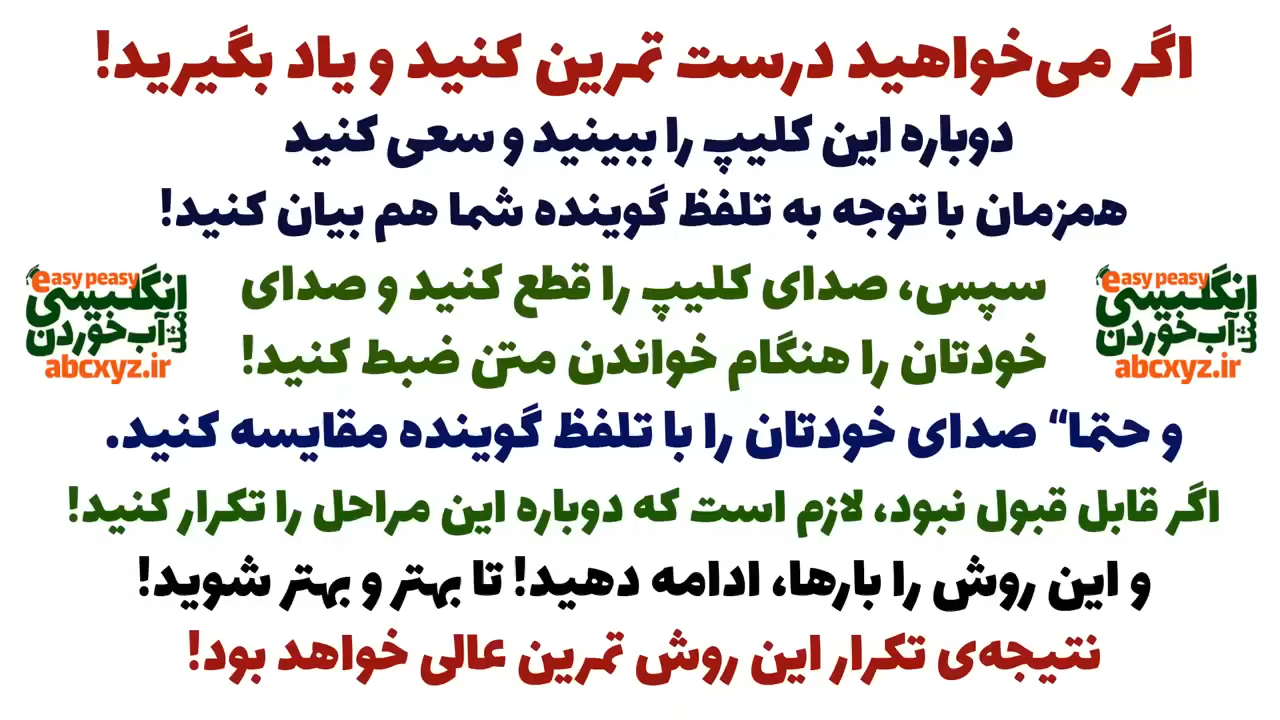 اگر می‌خواهید درست تمرین کنید و یاد بگیرید!
دوباره این کلیپ را ببینید و سعی کنید
همزمان با توجه به تلفظ گوینده شما هم بیان کنید!
سپس، صدای کلیپ را قطع کنید و صدای
خودتان را هنگام خواندن متن ضبط کنید!
و حتما“ صدای خودتان را با تلفظ گوینده مقایسه کنید.
اگر قابل قبول نبود، لازم است که دوباره این مراحل را تکرار کنید!
و این روش را بارها، ادامه دهید! تا بهتر و بهتر شوید!
نتیجه‌ی تکرار این روش تمرین عالی خواهد بود!
easy peasy
انگلیسی
مثل آب خوردن
abcxyz.ir
easy peasy
انگلیسی
مثل آب خوردن
abcxyz.ir